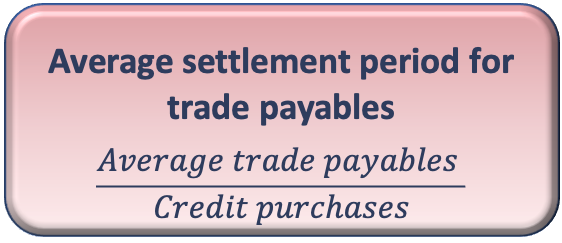 Average settlement period for
trade payables
Average trade payables
Credit purchases